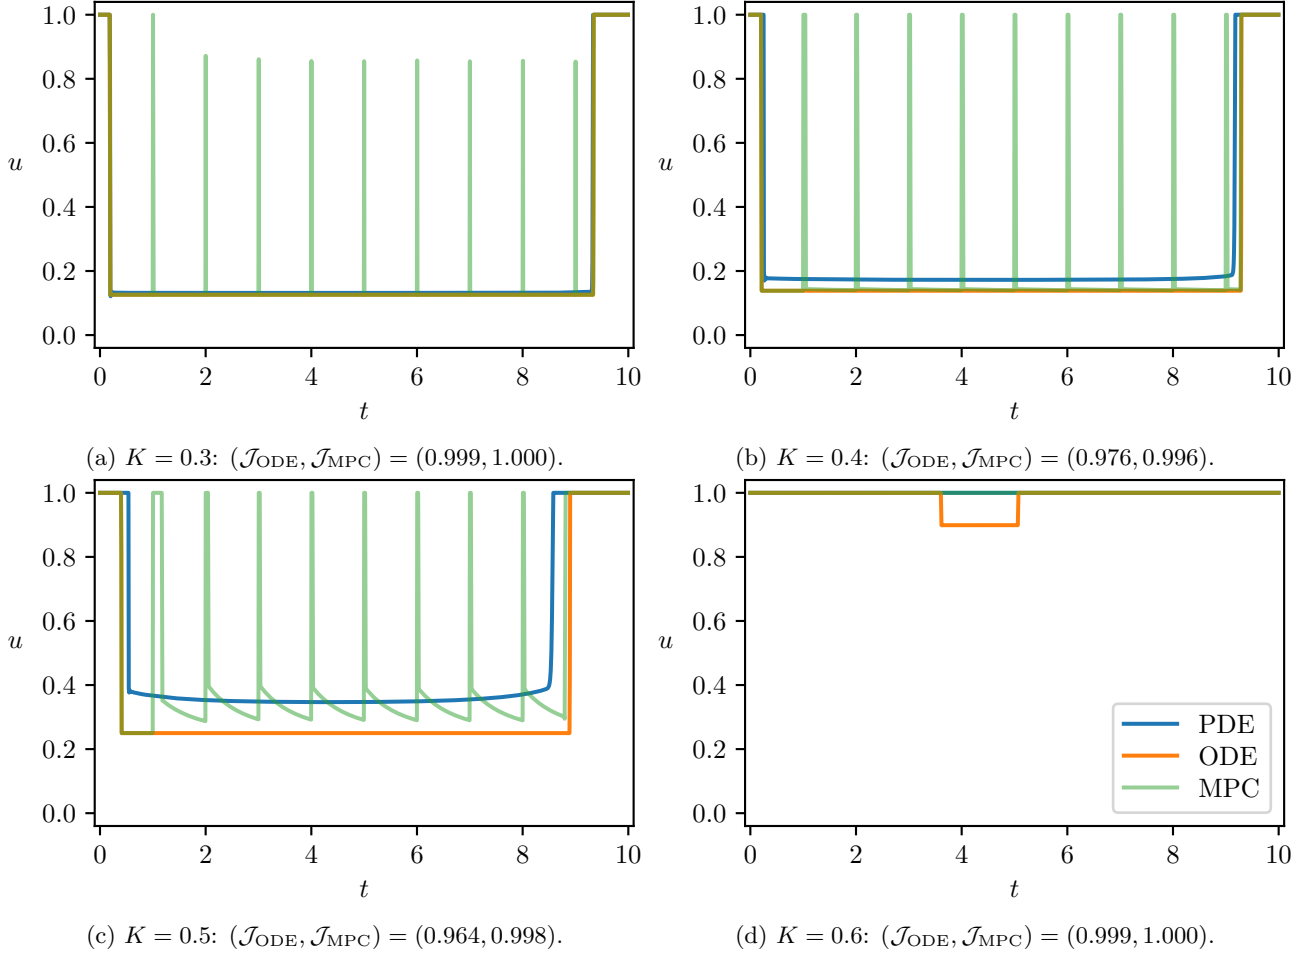 1.0
0.8
0.6
0.4
0.2
0.0
u
0 2 4 6 8 10
t
(a) K = 0.3: (𝒥ODE, 𝒥MPC) = (0.999, 1.000).
1.0
0.8
0.6
0.4
0.2
0.0
u
0 2 4 6 8 10
t
(b) K = 0.4: (𝒥ODE, 𝒥MPC) = (0.976, 0.996).
1.0
0.8
0.6
0.4
0.2
0.0
u
0 2 4 6 8 10
t
(c) K = 0.5: (𝒥ODE, 𝒥MPC) = (0.964, 0.998).
1.0
0.8
0.6
0.4
0.2
0.0
u
PDE
ODE
MPC
0 2 4 6 8 10
t
(d) K = 0.6: (𝒥ODE, 𝒥MPC) = (0.999, 1.000).